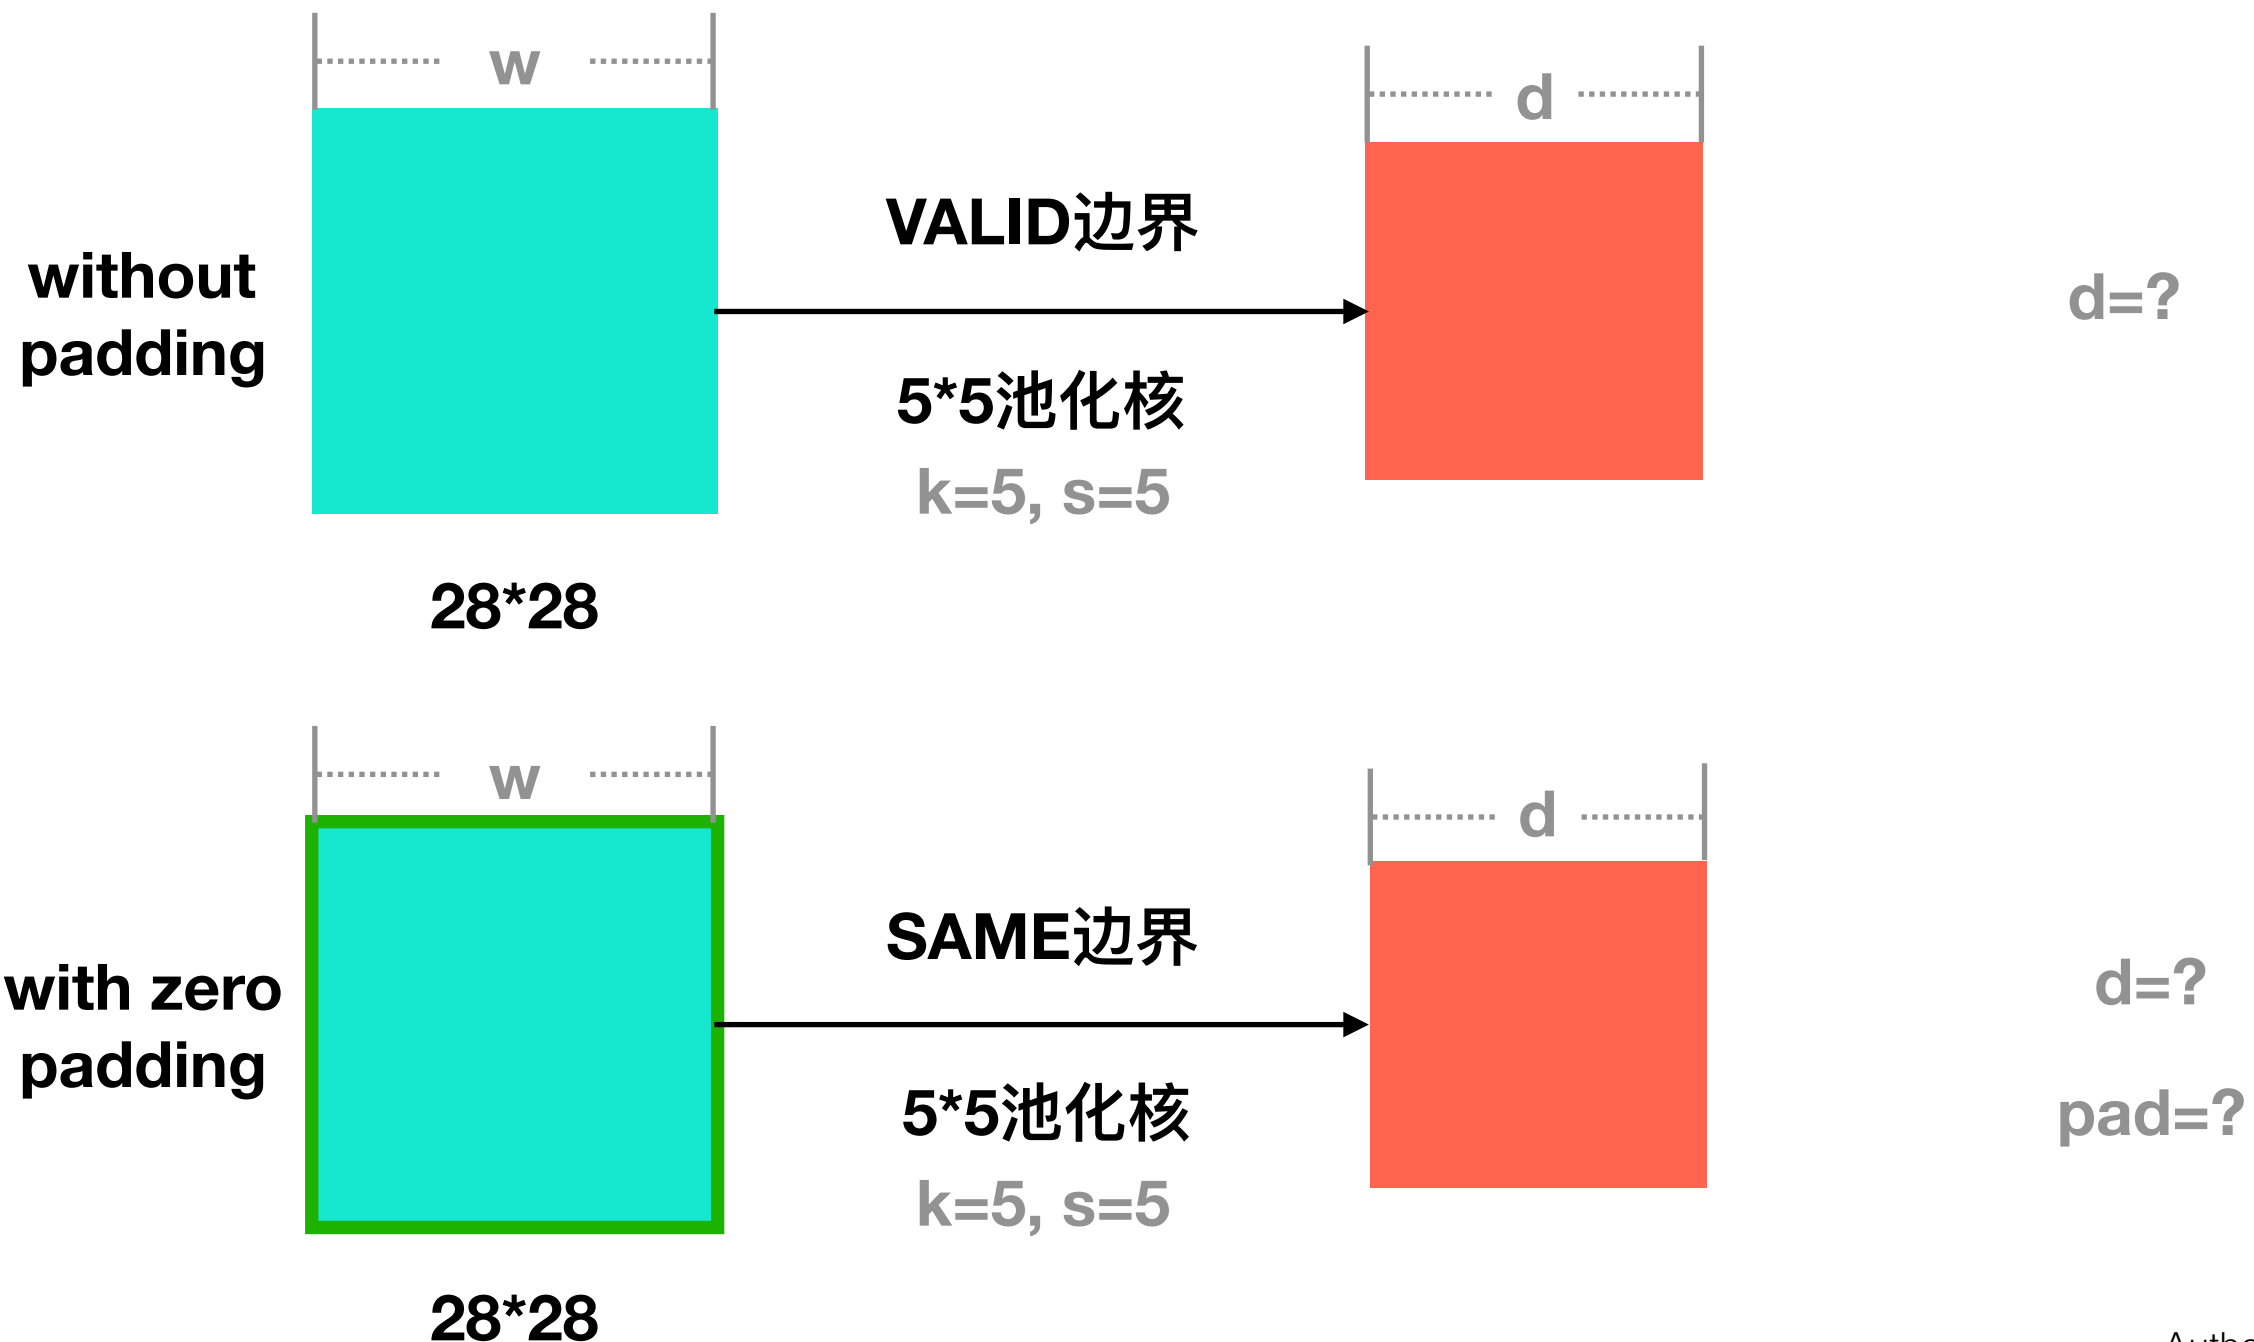 w
d
VALID边界
without
padding
d=?
5*5池化核
k=5, s=5
28*28
w
d
SAME边界
with zero
padding
d=?
5*5池化核
pad=?
k=5, s=5
28*28